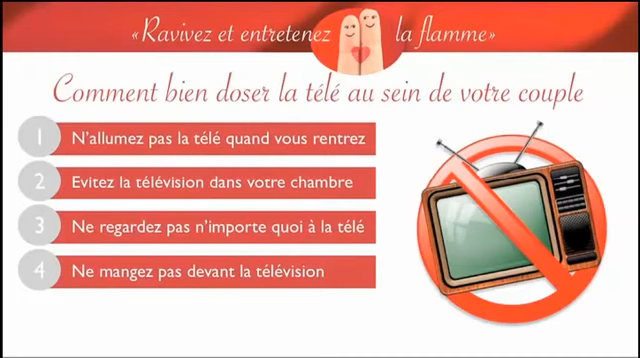 «Ravivez et entretenez la flamme»
Comment bien doser la télé au sein de votre couple
1 N'allumez pas la télé quand vous rentrez
2 Evitez la télévision dans votre chambre
3 Ne regardez pas n'importe quoi à la télé
4 Ne mangez pas devant la télévision